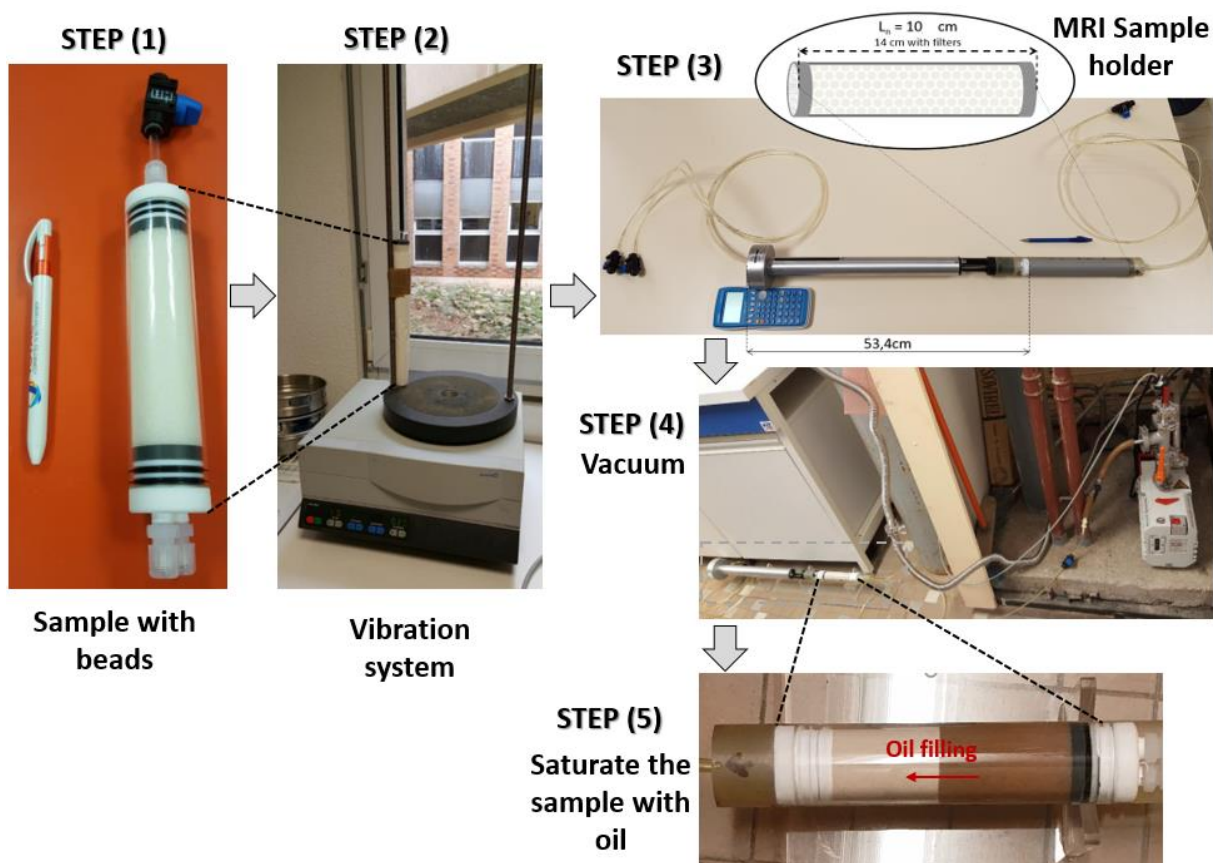 STEP (1)
Sample with
beads
STEP (2)
Vibration
system
STEP (3)
Lₙ = 10 cm
14 cm with filters
MRI Sample
holder
53,4cm
STEP (4)
Vacuum
STEP (5)
Saturate the
sample with
oil
Oil filling